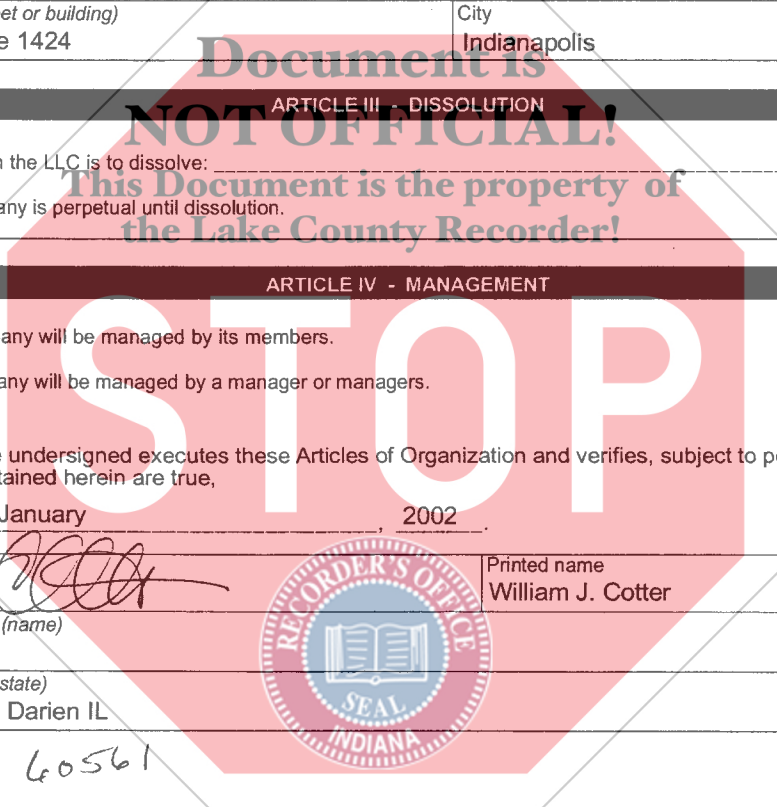 et or building)
City
e 1424
Indianapolis
Document is
ARTICLE III - DISSOLUTION
NOT OFFICIAL!
the LLC is to dissolve:
This Document is the property of
any is perpetual until dissolution.
the Lake County Recorder!
ARTICLE IV - MANAGEMENT
any will be managed by its members.
any will be managed by a manager or managers.
STOP
undersigned executes these Articles of Organization and verifies, subject to pe
tained herein are true,
January , 2002 .
Printed name
William J. Cotter
(name)
RECORDER'S OFFICE
SEAL
INDIANA
state)
Darien IL
60561